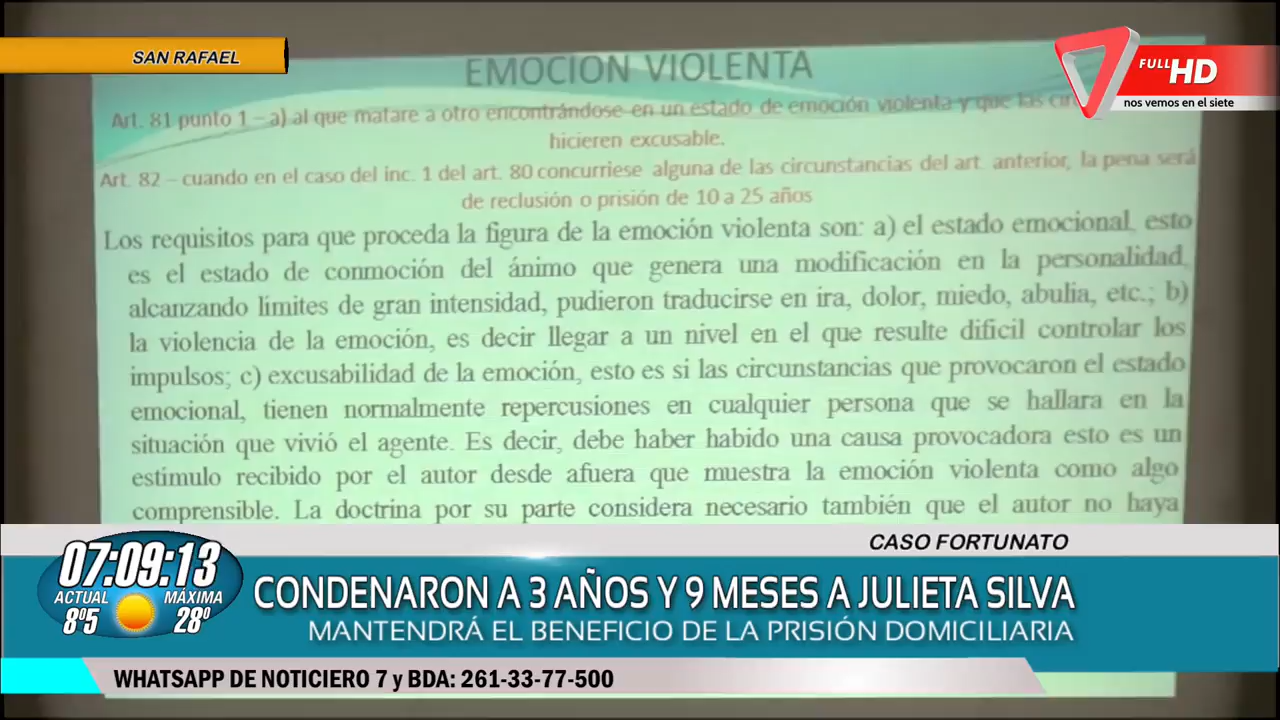 SAN RAFAEL
FULL HD
nos vemos en el siete
EMOCION VIOLENTA
Art. 81 punto 1 – a) al que matare a otro encontrándose en un estado de emoción violenta y que las
hicieren excusable.
Art. 82 – cuando en el caso del inc. 1 del art. 80 concurriese alguna de las circunstancias del art. anterior, la pena será
de reclusión o prisión de 10 a 25 años
Los requisitos para que proceda la figura de la emoción violenta son: a) el estado emocional, esto
es el estado de conmoción del ánimo que genera una modificación en la personalidad,
alcanzando límites de gran intensidad, pudieron traducirse en ira, dolor, miedo, abulia, etc.; b)
la violencia de la emoción, es decir llegar a un nivel en el que resulte difícil controlar los
impulsos; c) excusabilidad de la emoción, esto es si las circunstancias que provocaron el estado
emocional, tienen normalmente repercusiones en cualquier persona que se hallara en la
situación que vivió el agente. Es decir, debe haber habido una causa provocadora esto es un
estimulo recibido por el autor desde afuera que muestra la emoción violenta como algo
comprensible. La doctrina por su parte considera necesario también que el autor no haya
CASO FORTUNATO
07:09:13
ACTUAL MÁXIMA
8º5 28º
CONDENARON A 3 AÑOS Y 9 MESES A JULIETA SILVA
MANTENDRÁ EL BENEFICIO DE LA PRISIÓN DOMICILIARIA
WHATSAPP DE NOTICIERO 7 y BDA: 261-33-77-500